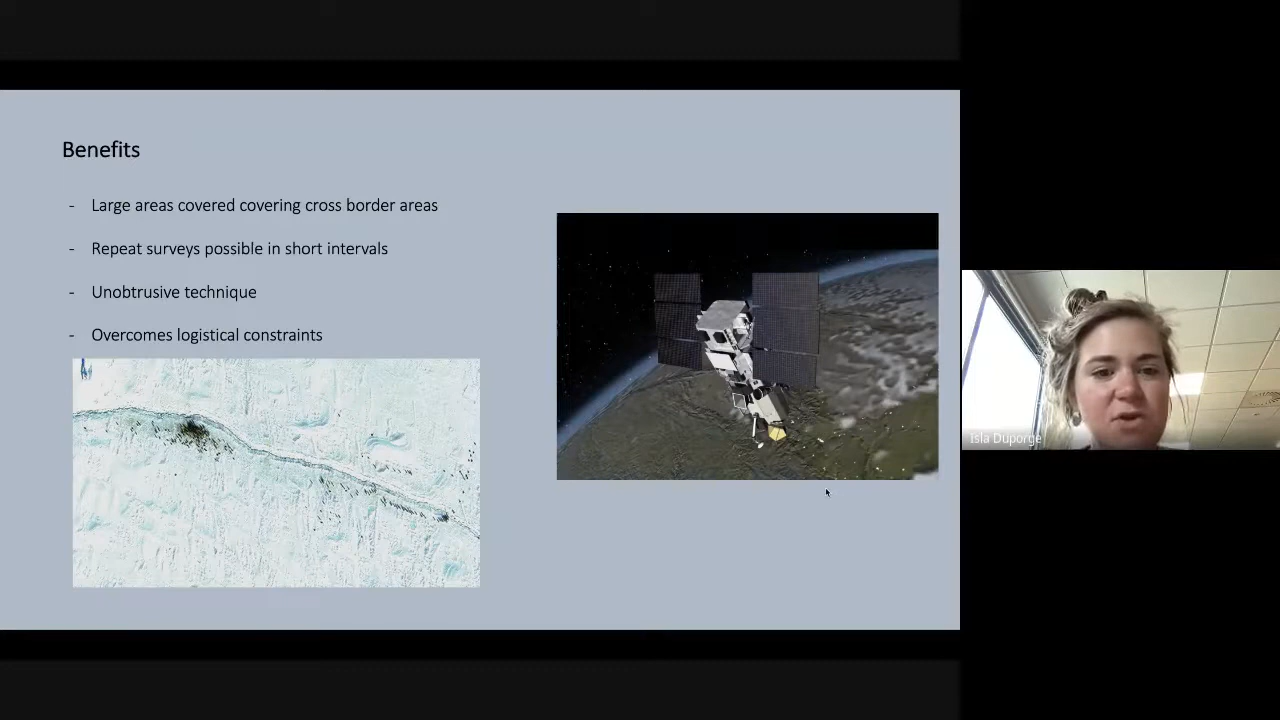 Benefits
- Large areas covered covering cross border areas
- Repeat surveys possible in short intervals
- Unobtrusive technique
- Overcomes logistical constraints
Isla Duporge